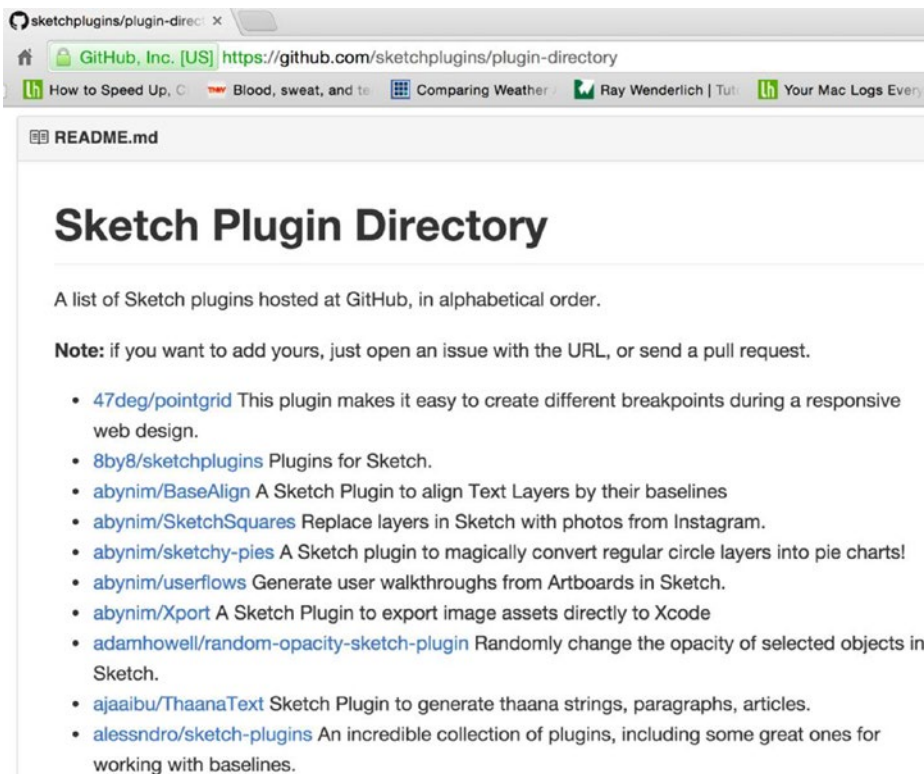 sketchplugins/plugin-direct
GitHub, Inc. [US] https://github.com/sketchplugins/plugin-directory
How to Speed Up, C Blood, sweat, and te Comparing Weather Ray Wenderlich | Tut Your Mac Logs Every
README.md
Sketch Plugin Directory
A list of Sketch plugins hosted at GitHub, in alphabetical order.
Note: if you want to add yours, just open an issue with the URL, or send a pull request.
• 47deg/pointgrid This plugin makes it easy to create different breakpoints during a responsive
web design.
• 8by8/sketchplugins Plugins for Sketch.
• abynim/BaseAlign A Sketch Plugin to align Text Layers by their baselines
• abynim/SketchSquares Replace layers in Sketch with photos from Instagram.
• abynim/sketchy-pies A Sketch plugin to magically convert regular circle layers into pie charts!
• abynim/userflows Generate user walkthroughs from Artboards in Sketch.
• abynim/Xport A Sketch Plugin to export image assets directly to Xcode
• adamhowell/random-opacity-sketch-plugin Randomly change the opacity of selected objects in
Sketch.
• ajaaibu/ThaanaText Sketch Plugin to generate thaana strings, paragraphs, articles.
• alessndro/sketch-plugins An incredible collection of plugins, including some great ones for
working with baselines.